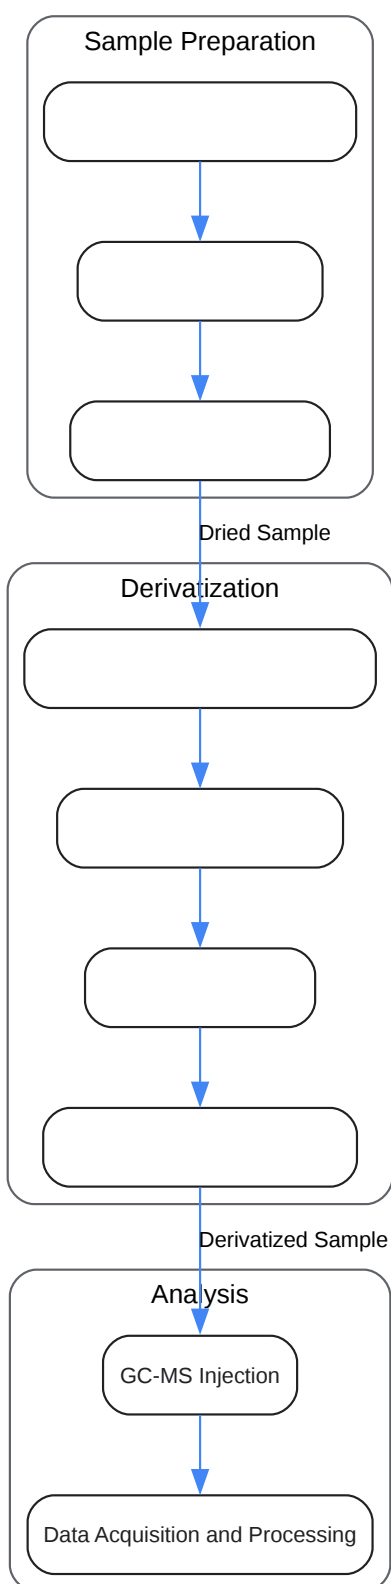 Sample Preparation
Dried Sample
Derivatization
Derivatized Sample
Analysis
GC-MS Injection
Data Acquisition and Processing